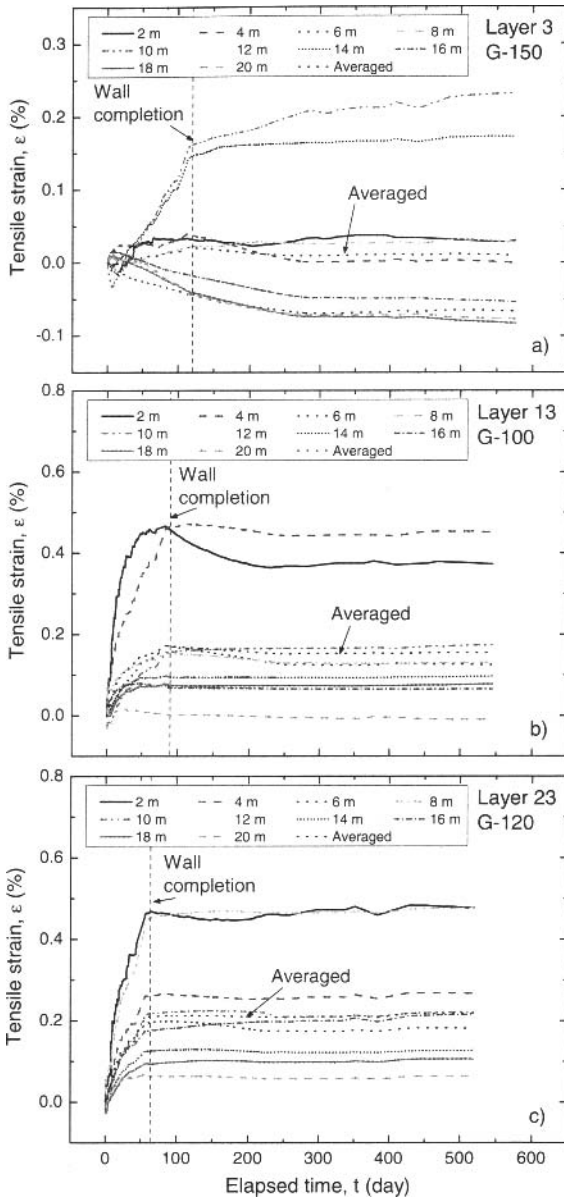 2 m 4 m 6 m 8 m
10 m 12 m 14 m 16 m
18 m 20 m Averaged
Layer 3
G-150
Wall
completion
Averaged
0.3
0.2
0.1
0.0
-0.1
Tensile strain, ε (%)
a)
2 m 4 m 6 m 8 m
10 m 12 m 14 m 16 m
18 m 20 m Averaged
Layer 13
G-100
Wall
completion
Averaged
0.8
0.6
0.4
0.2
0.0
Tensile strain, ε (%)
b)
2 m 4 m 6 m 8 m
10 m 12 m 14 m 16 m
18 m 20 m Averaged
Layer 23
G-120
Wall
completion
Averaged
0.8
0.6
0.4
0.2
0.0
Tensile strain, ε (%)
c)
0 100 200 300 400 500 600
Elapsed time, t (day)